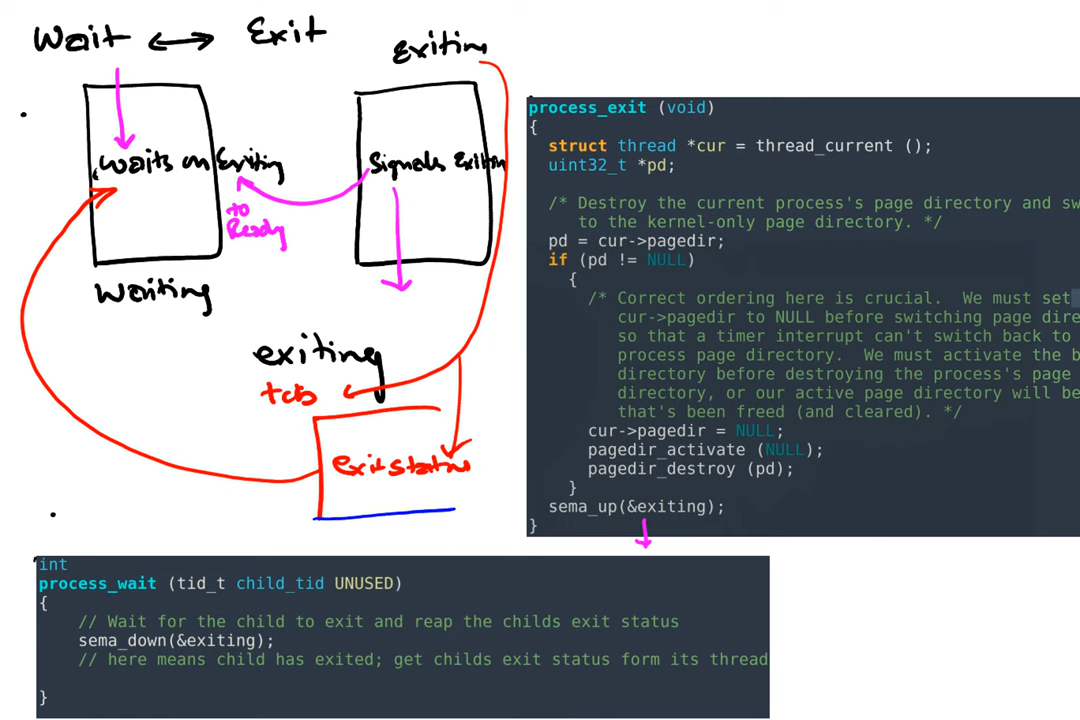 Wait ↔ Exit
Exitin
Waits on Exiting
Signals Exitin
to
Ready
Waiting
exiting
tcb
exit status
process_exit (void)
{
struct thread *cur = thread_current ();
uint32_t *pd;
/* Destroy the current process's page directory and sw
to the kernel-only page directory. */
pd = cur->pagedir;
if (pd != NULL)
{
/* Correct ordering here is crucial. We must set
cur->pagedir to NULL before switching page dire
so that a timer interrupt can't switch back to
process page directory. We must activate the b
directory before destroying the process's page
directory, or our active page directory will be
that's been freed (and cleared). */
cur->pagedir = NULL;
pagedir_activate (NULL);
pagedir_destroy (pd);
}
sema_up(&exiting);
}
int
process_wait (tid_t child_tid UNUSED)
{
// Wait for the child to exit and reap the childs exit status
sema_down(&exiting);
// here means child has exited; get childs exit status form its thread
}